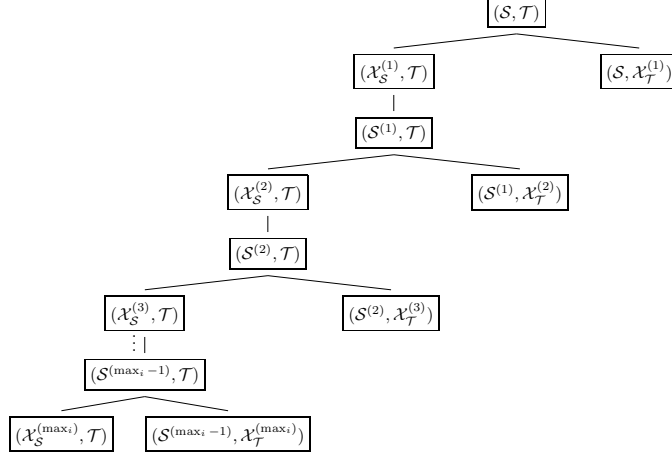 (𝒮, 𝒯)
(𝒳_𝒮^(1), 𝒯) (𝒮, 𝒳_𝒯^(1))
(𝒮^(1), 𝒯)
(𝒳_𝒮^(2), 𝒯) (𝒮^(1), 𝒳_𝒯^(2))
(𝒮^(2), 𝒯)
(𝒳_𝒮^(3), 𝒯) (𝒮^(2), 𝒳_𝒯^(3))
⋮
(𝒮^(max_i −1), 𝒯)
(𝒳_𝒮^(max_i), 𝒯) (𝒮^(max_i −1), 𝒳_𝒯^(max_i))